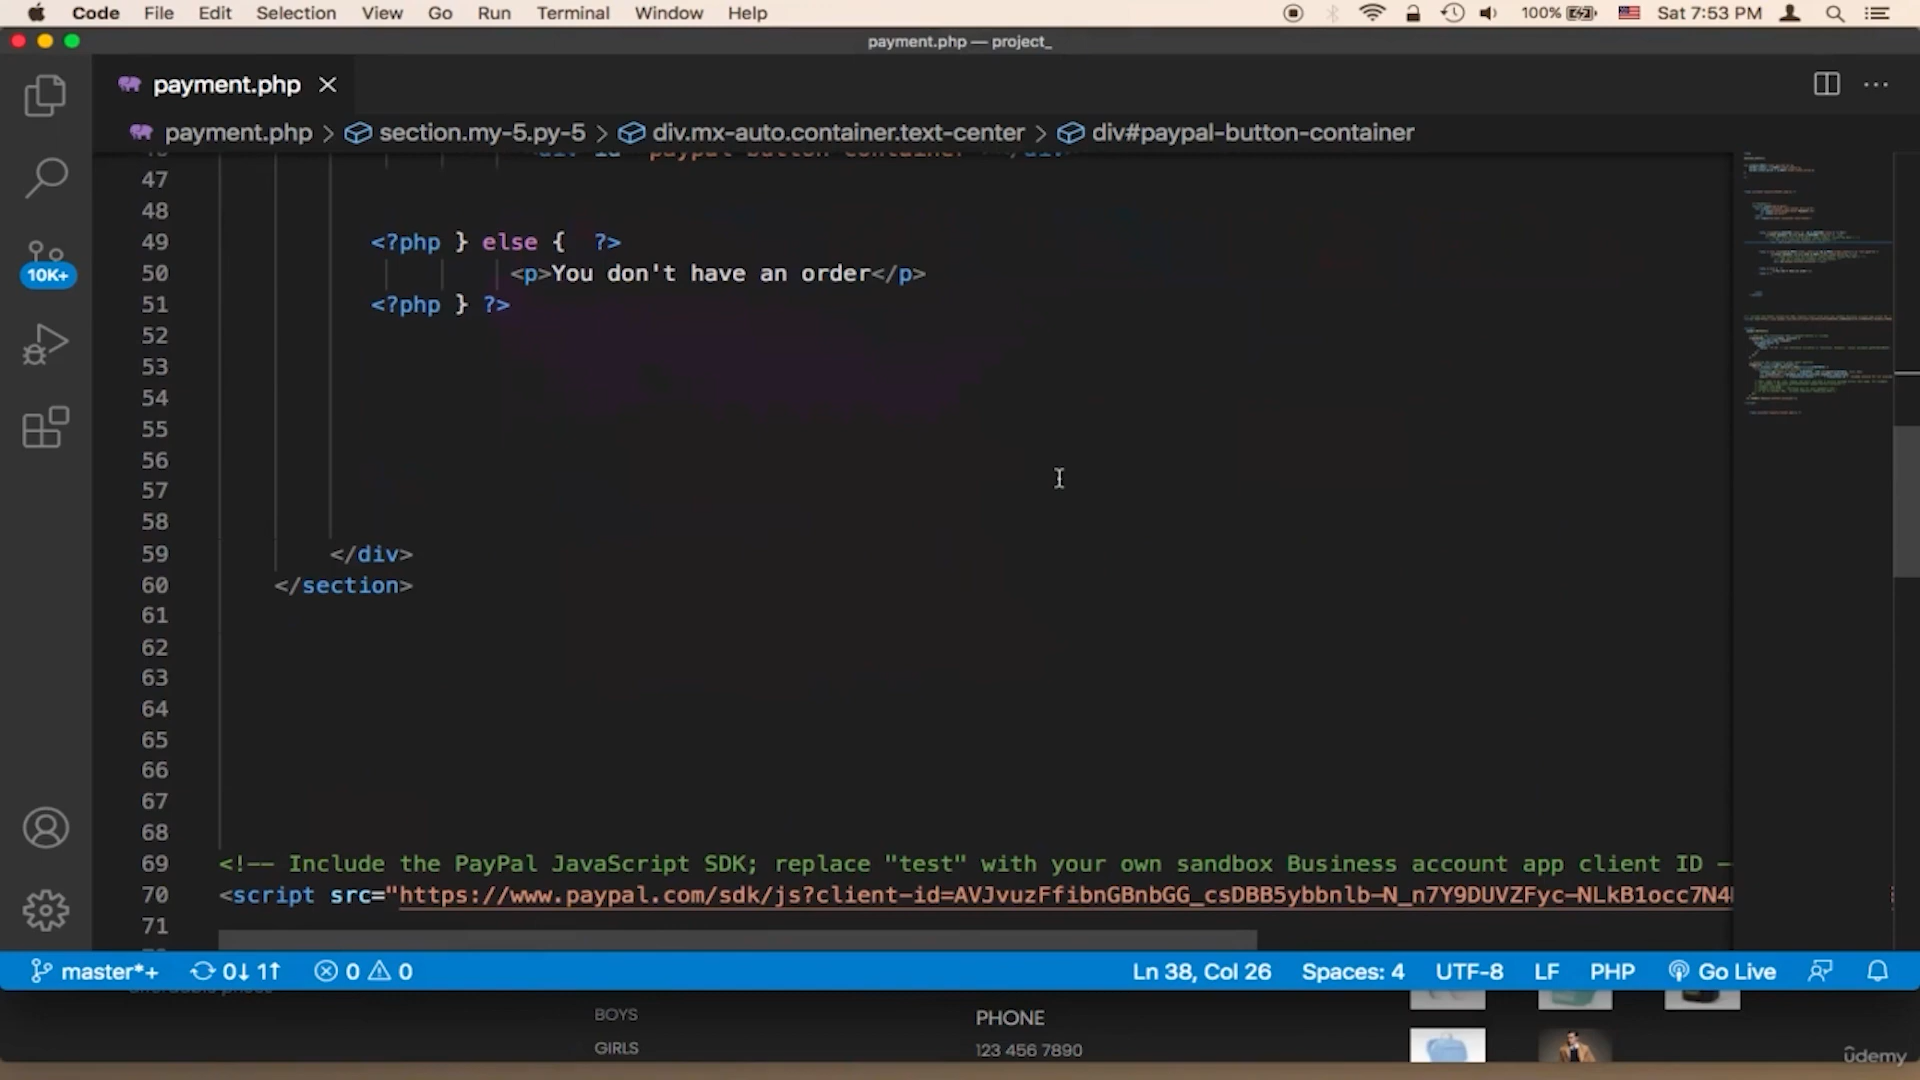 Code File Edit Selection View Go Run Terminal Window Help 100% Sat 7:53 PM
payment.php — project_
payment.php
payment.php > section.my-5.py-5 > div.mx-auto.container.text-center > div#paypal-button-container
47
48
49 <?php } else { ?>
50 <p>You don't have an order</p>
51 <?php } ?>
52
53
54
55
56
57
58
59 </div>
60 </section>
61
62
63
64
65
66
67
68
69 <!-- Include the PayPal JavaScript SDK; replace "test" with your own sandbox Business account app client ID
70 <script src="https://www.paypal.com/sdk/js?client-id=AVJvuzFfibnGBnbGG_csDBB5ybbnlb-N_n7Y9DUVZFyc-NLkB1occ7N4
71
10K+
master*+ 0↓ 1↑ 0 0 Ln 38, Col 26 Spaces: 4 UTF-8 LF PHP Go Live
BOYS PHONE
GIRLS 123 456 7890
ûdemy